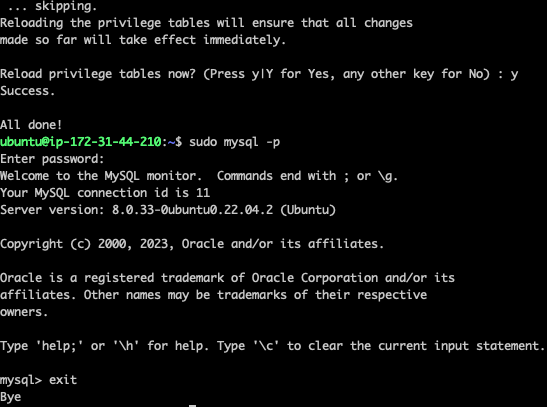 ... skipping.
Reloading the privilege tables will ensure that all changes
made so far will take effect immediately.
Reload privilege tables now? (Press y|Y for Yes, any other key for No) : y
Success.
All done!
ubuntu@ip-172-31-44-210:~$ sudo mysql -p
Enter password:
Welcome to the MySQL monitor.  Commands end with ; or \g.
Your MySQL connection id is 11
Server version: 8.0.33-0ubuntu0.22.04.2 (Ubuntu)
Copyright (c) 2000, 2023, Oracle and/or its affiliates.
Oracle is a registered trademark of Oracle Corporation and/or its
affiliates. Other names may be trademarks of their respective
owners.
Type 'help;' or '\h' for help. Type '\c' to clear the current input statement.
mysql> exit
Bye